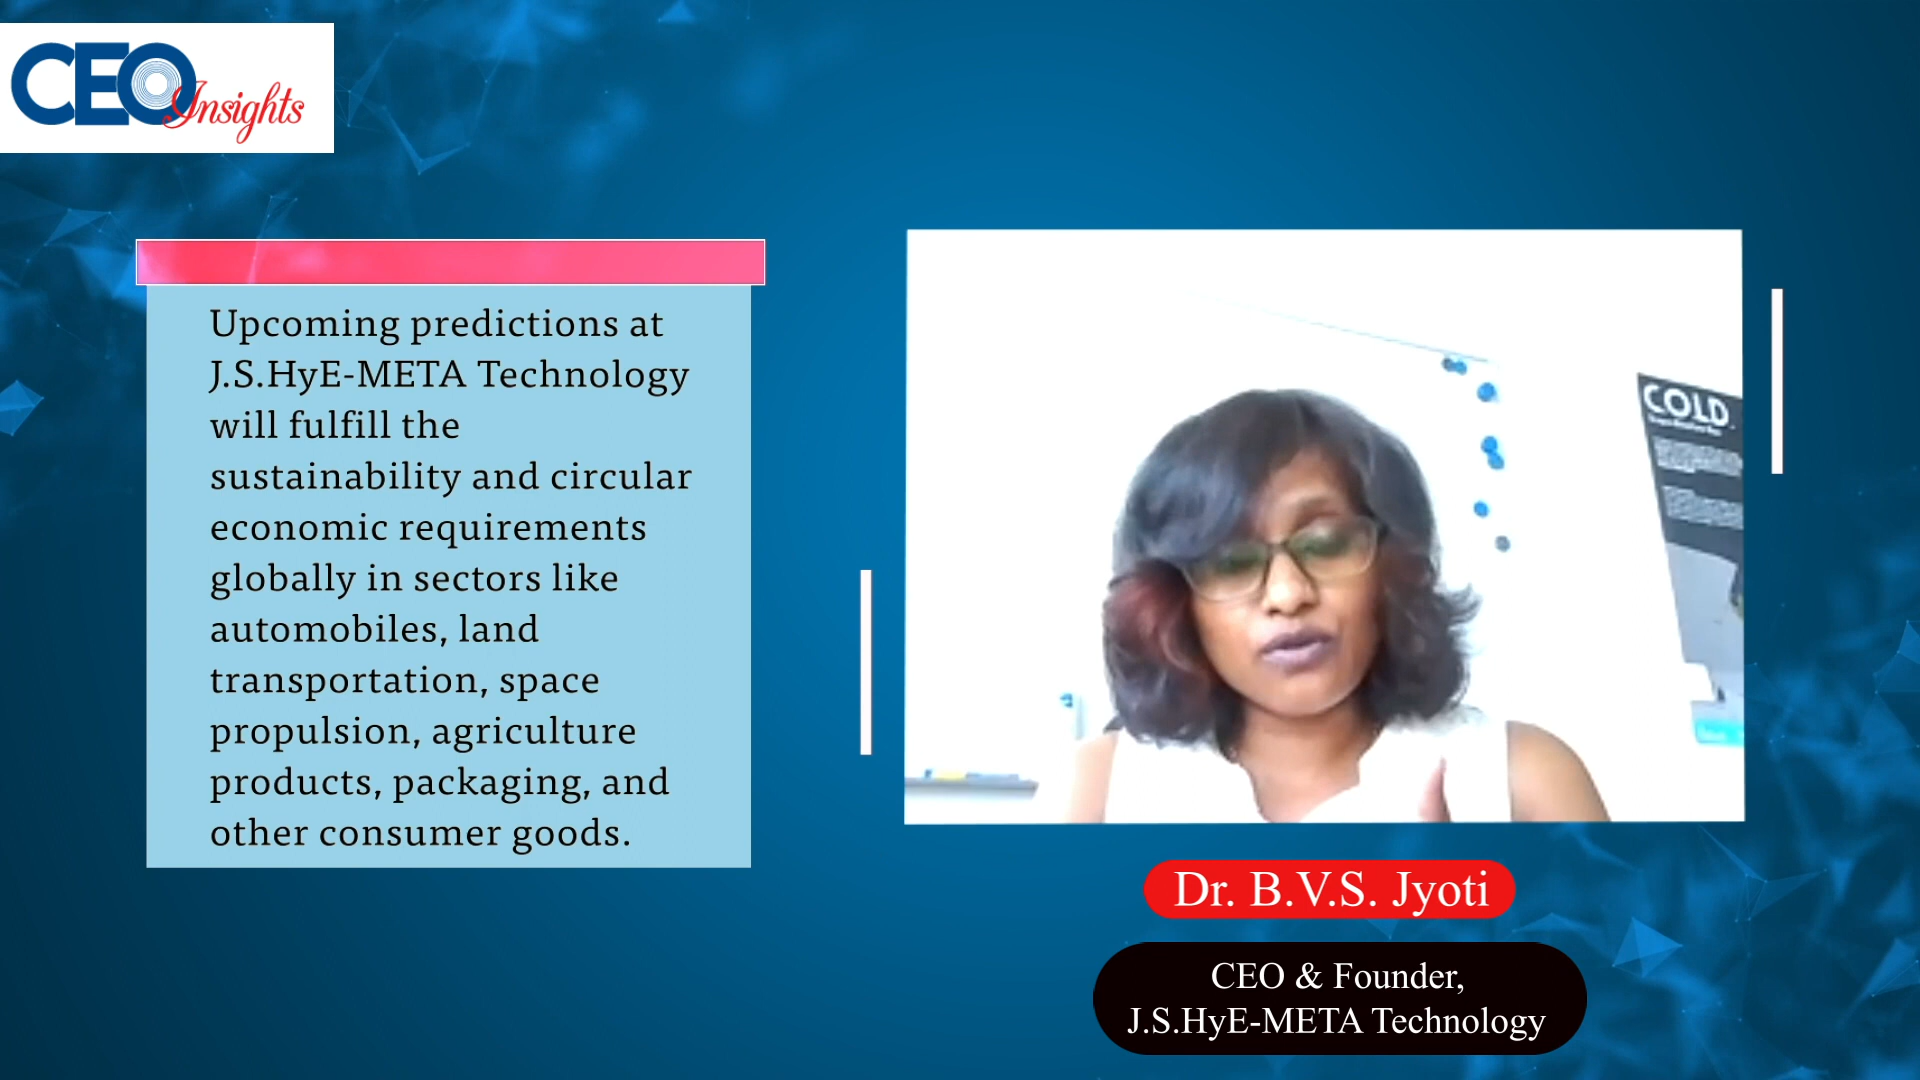 CEO Insights
Upcoming predictions at
J.S.HyE-META Technology
will fulfill the
sustainability and circular
economic requirements
globally in sectors like
automobiles, land
transportation, space
propulsion, agriculture
products, packaging, and
other consumer goods.
COLD
Dr. B.V.S. Jyoti
CEO & Founder,
J.S.HyE-META Technology